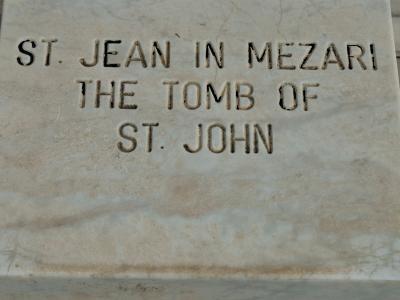 ST. JEAN IN MEZARI
THE TOMB OF
ST. JOHN